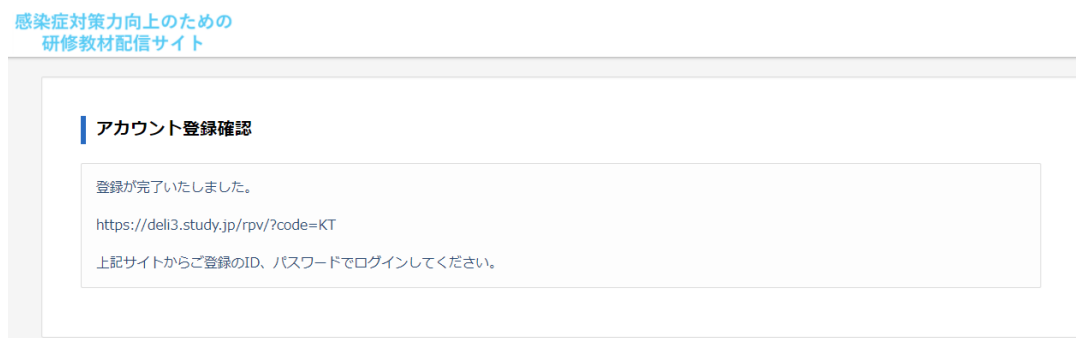 感染症対策力向上のための
研修教材配信サイト
アカウント登録確認
登録が完了いたしました。
https://deli3.study.jp/rpv/?code=KT
上記サイトからご登録のID、パスワードでログインしてください。